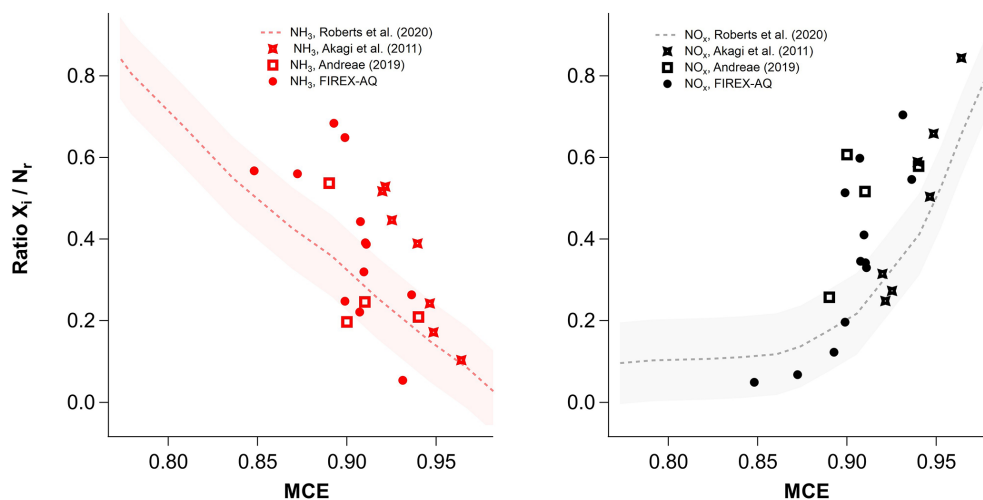 NH₃, Roberts et al. (2020)
NH₃, Akagi et al. (2011)
NH₃, Andreae (2019)
NH₃, FIREX-AQ
0.8
0.6
0.4
0.2
0.0
0.80 0.85 0.90 0.95
MCE
Ratio Xᵢ / Nᵣ
NOₓ, Roberts et al. (2020)
NOₓ, Akagi et al. (2011)
NOₓ, Andreae (2019)
NOₓ, FIREX-AQ
0.8
0.6
0.4
0.2
0.0
0.80 0.85 0.90 0.95
MCE